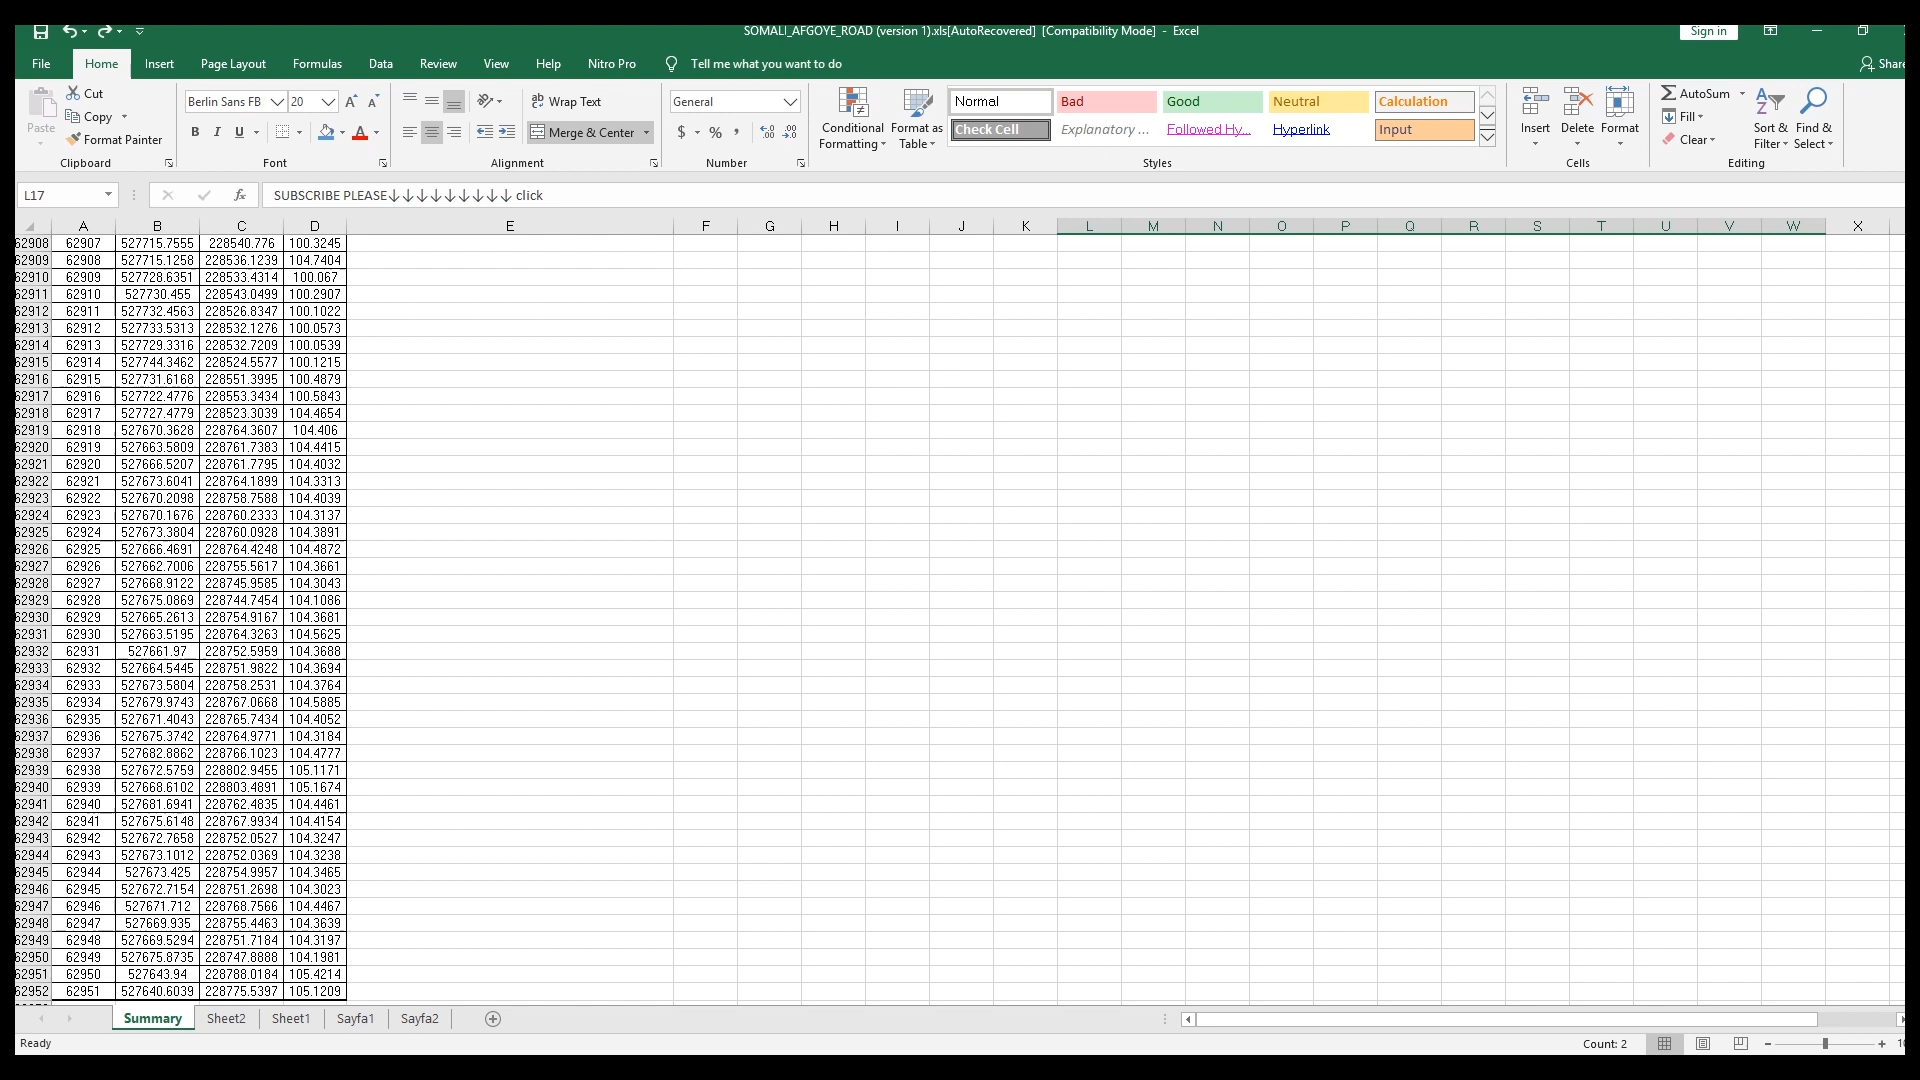 SOMALI_AFGOYE_ROAD (version 1).xls[AutoRecovered] [Compatibility Mode] - Excel
Sign in
File Home Insert Page Layout Formulas Data Review View Help Nitro Pro Tell me what you want to do Share
Paste Cut Copy Format Painter Clipboard
Berlin Sans FB 20 B I U Font
Wrap Text Merge & Center Alignment
General $ % Number
Conditional Formatting Format as Table
Normal Bad Good Neutral Calculation
Check Cell Explanatory ... Followed Hy... Hyperlink Input
Styles
Insert Delete Format Cells
AutoSum Fill Clear Sort & Filter Find & Select Editing
L17 fx SUBSCRIBE PLEASE↓↓↓↓↓↓↓↓↓ click
A B C D E F G H I J K L M N O P Q R S T U V W X
62908 62907 527715.7555 228540.776 100.3245
62909 62908 527715.1258 228536.1239 104.7404
62910 62909 527728.6351 228533.4314 100.067
62911 62910 527730.455 228543.0499 100.2907
62912 62911 527732.4563 228526.8347 100.1022
62913 62912 527733.5313 228532.1276 100.0573
62914 62913 527729.3316 228532.7209 100.0539
62915 62914 527744.3462 228524.5577 100.1215
62916 62915 527731.6168 228551.3995 100.4879
62917 62916 527722.4776 228553.3434 100.5843
62918 62917 527727.4779 228523.3039 104.4654
62919 62918 527670.3628 228764.3607 104.406
62920 62919 527663.5809 228761.7383 104.4415
62921 62920 527666.5207 228761.7795 104.4032
62922 62921 527673.6041 228764.1899 104.3313
62923 62922 527670.2098 228758.7588 104.4039
62924 62923 527670.1676 228760.2333 104.3137
62925 62924 527673.3804 228760.0928 104.3891
62926 62925 527666.4691 228764.4248 104.4872
62927 62926 527662.7006 228755.5617 104.3661
62928 62927 527668.9122 228745.9585 104.3043
62929 62928 527675.0869 228744.7454 104.1086
62930 62929 527665.2613 228754.9167 104.3681
62931 62930 527663.5195 228764.3263 104.5625
62932 62931 527661.97 228752.5959 104.3688
62933 62932 527664.5445 228751.9822 104.3694
62934 62933 527673.5804 228758.2531 104.3764
62935 62934 527679.9743 228767.0668 104.5885
62936 62935 527671.4043 228765.7434 104.4052
62937 62936 527675.3742 228764.9771 104.3184
62938 62937 527682.8862 228766.1023 104.4777
62939 62938 527672.5759 228802.9455 105.1171
62940 62939 527668.6102 228803.4891 105.1674
62941 62940 527681.6941 228762.4835 104.4461
62942 62941 527675.6148 228767.9934 104.4154
62943 62942 527672.7658 228752.0527 104.3247
62944 62943 527673.1012 228752.0369 104.3238
62945 62944 527673.425 228754.9957 104.3465
62946 62945 527672.7154 228751.2698 104.3023
62947 62946 527671.712 228768.7566 104.4467
62948 62947 527669.935 228755.4463 104.3639
62949 62948 527669.5294 228751.7184 104.3197
62950 62949 527675.8735 228747.8888 104.1981
62951 62950 527643.94 228788.0184 105.4214
62952 62951 527640.6039 228775.5397 105.1209
Summary Sheet2 Sheet1 Sayfa1 Sayfa2
Ready Count: 2